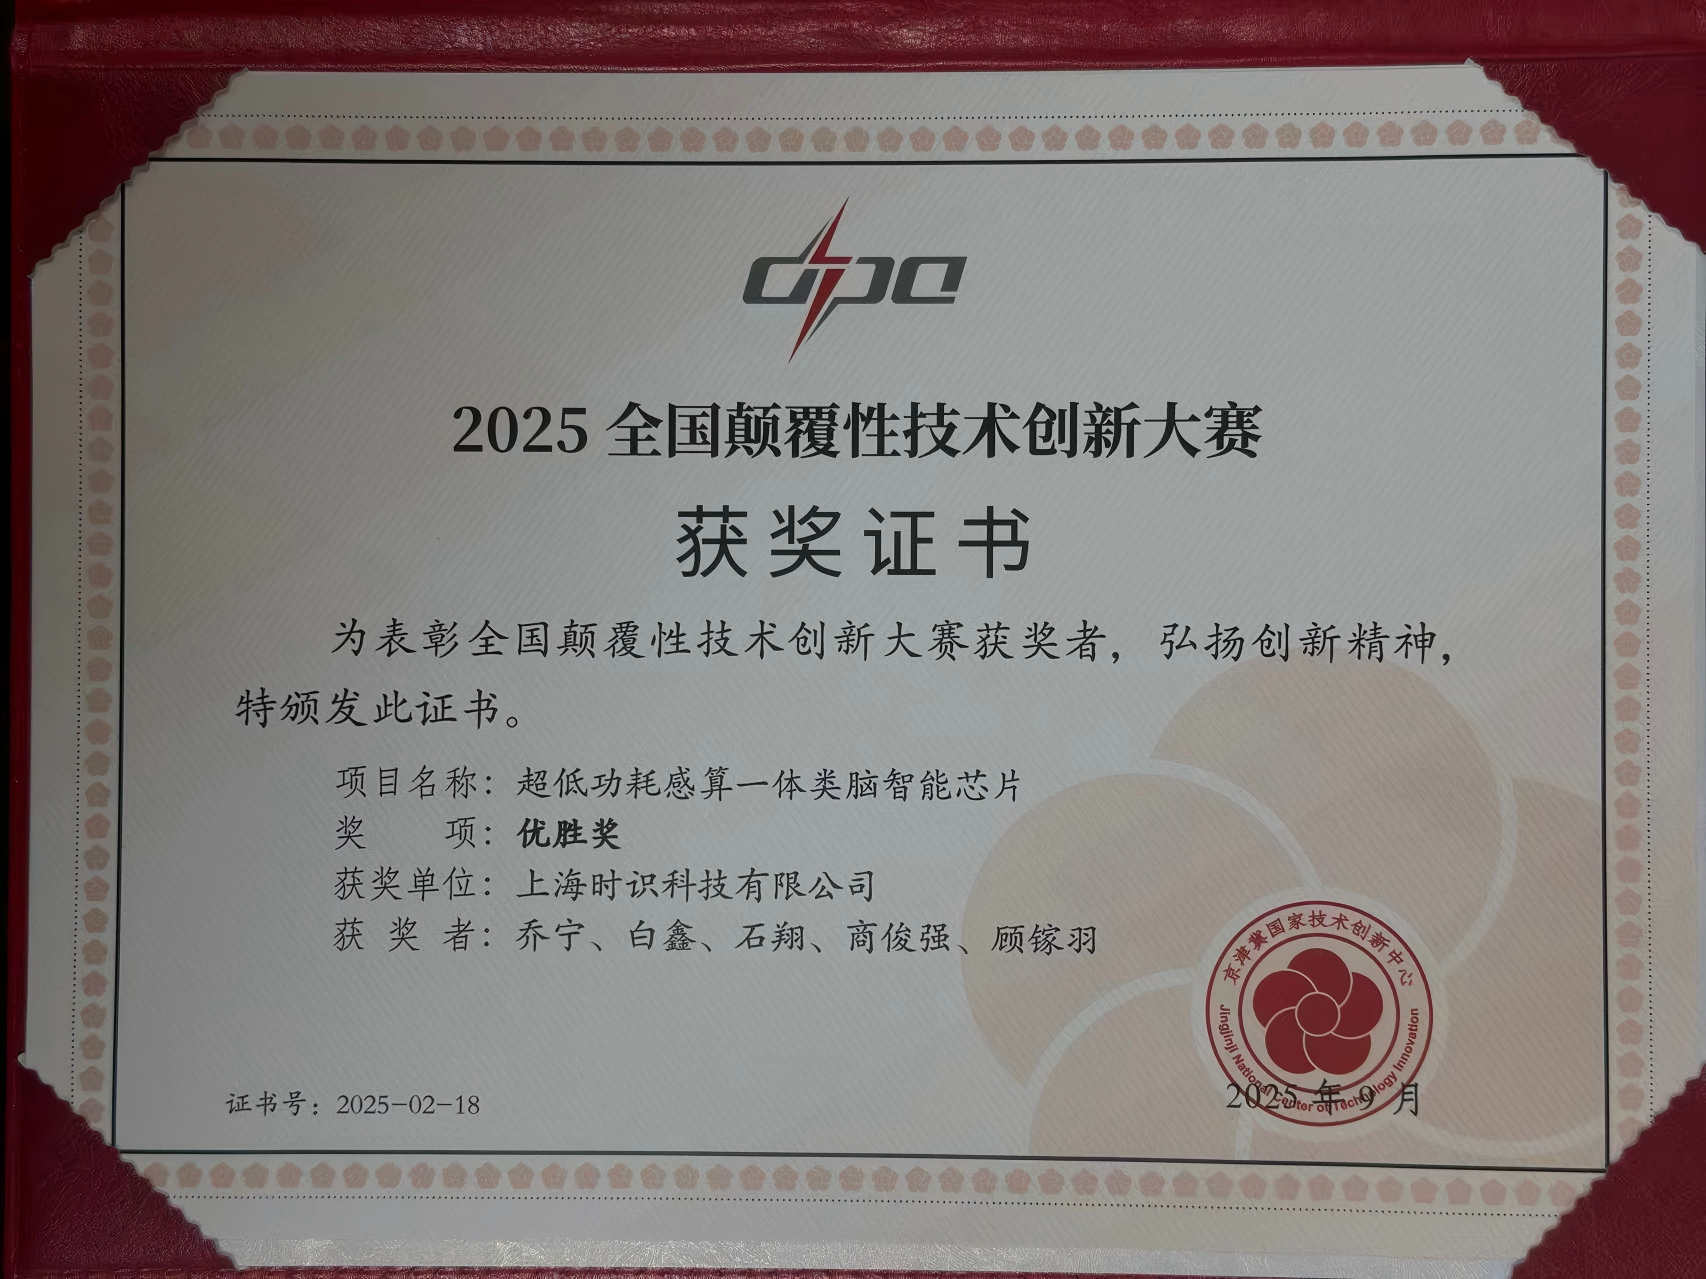 dpc
2025 全国颠覆性技术创新大赛
获奖证书
为表彰全国颠覆性技术创新大赛获奖者，弘扬创新精神，
特颁发此证书。
项目名称：超低功耗感算一体类脑智能芯片
奖 项：优胜奖
获奖单位：上海时识科技有限公司
获奖者：乔宁、白鑫、石翔、商俊强、顾镓羽
京津冀国家技术创新中心
Jingjinji National Center of Technology Innovation
2025 年 9 月
证书号：2025-02-18